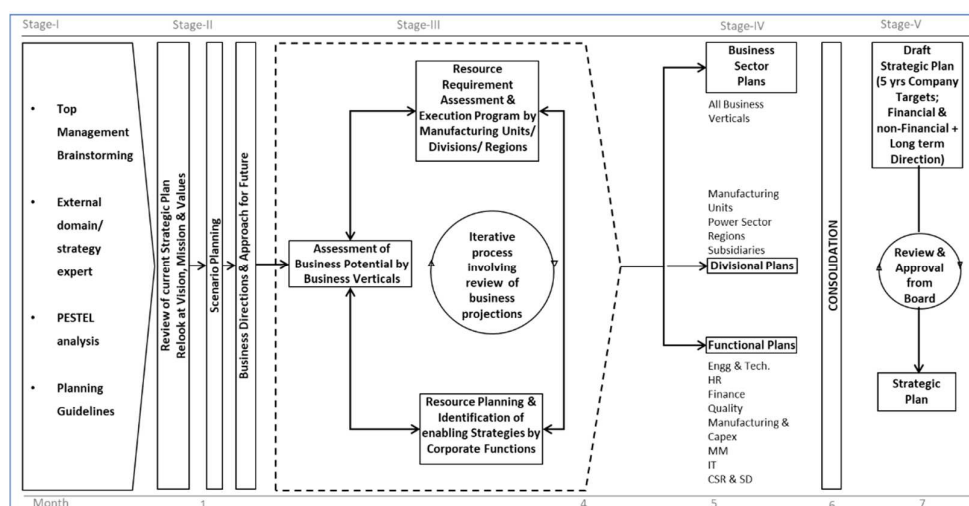 Stage-I
Stage-II
Stage-III
Stage-IV
Stage-V
• Top
Management
Brainstorming
• External
domain/
strategy
expert
• PESTEL
analysis
• Planning
Guidelines
Review of current Strategic Plan
Relook at Vision, Mission & Values
Scenario Planning
Business Directions & Approach for Future
Resource
Requirement
Assessment &
Execution Program by
Manufacturing Units/
Divisions/ Regions
Assessment of
Business Potential by
Business Verticals
Iterative
process
involving
review of
business
projections
Resource Planning &
Identification of
enabling Strategies by
Corporate Functions
Business
Sector
Plans
All Business
Verticals
Manufacturing
Units
Power Sector
Regions
Subsidiaries
Divisional Plans
Functional Plans
Engg & Tech.
HR
Finance
Quality
Manufacturing &
Capex
MM
IT
CSR & SD
CONSOLIDATION
Draft
Strategic Plan
(5 yrs Company
Targets;
Financial &
non-Financial +
Long term
Direction)
Review &
Approval
from
Board
Strategic
Plan
Month
1
4
5
6
7